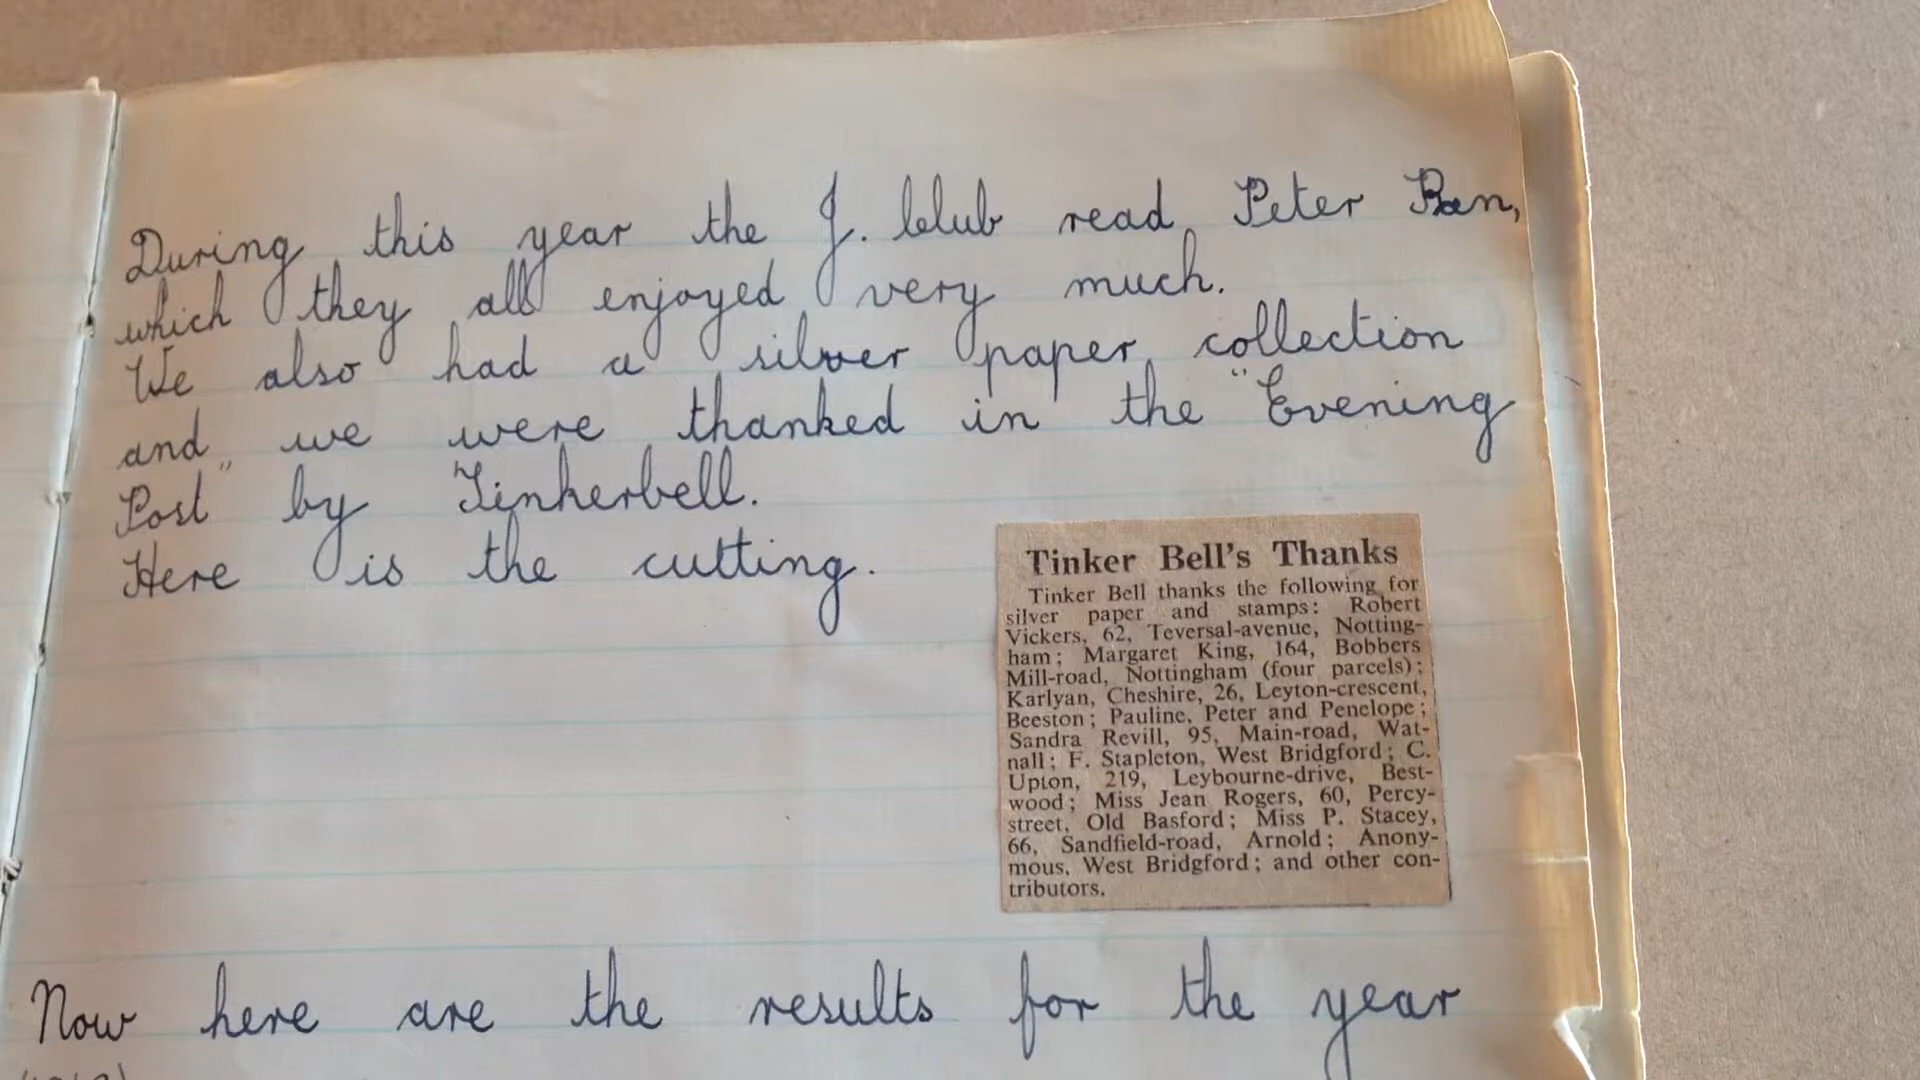 During this year the J. Club read Peter Pan,
which they all enjoyed very much.
We also had a silver paper collection
and we were thanked in the "Evening
Post" by Tinkerbell.
Here is the cutting.
Tinker Bell's Thanks
Tinker Bell thanks the following for
silver paper and stamps: Robert
Vickers, 62, Teversal-avenue, Notting-
ham; Margaret King, 164, Bobbers
Mill-road, Nottingham (four parcels);
Karlyan, Cheshire, 26, Leyton-crescent,
Beeston; Pauline, Peter and Penelope;
Sandra Revill, 95, Main-road, Wat-
nall; F. Stapleton, West Bridgford; C.
Upton, 219, Leybourne-drive, Best-
wood; Miss Jean Rogers, 60, Percy-
street, Old Basford; Miss P. Stacey,
66, Sandfield-road, Arnold; Anony-
mous, West Bridgford; and other con-
tributors.
Now here are the results for the year